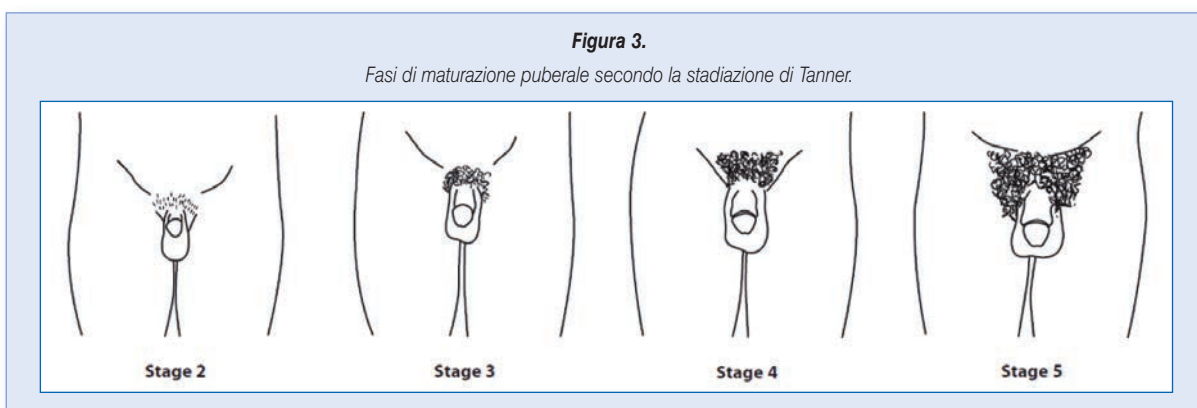 Figura 3.
Fasi di maturazione puberale secondo la stadiazione di Tanner.
Stage 2 Stage 3 Stage 4 Stage 5